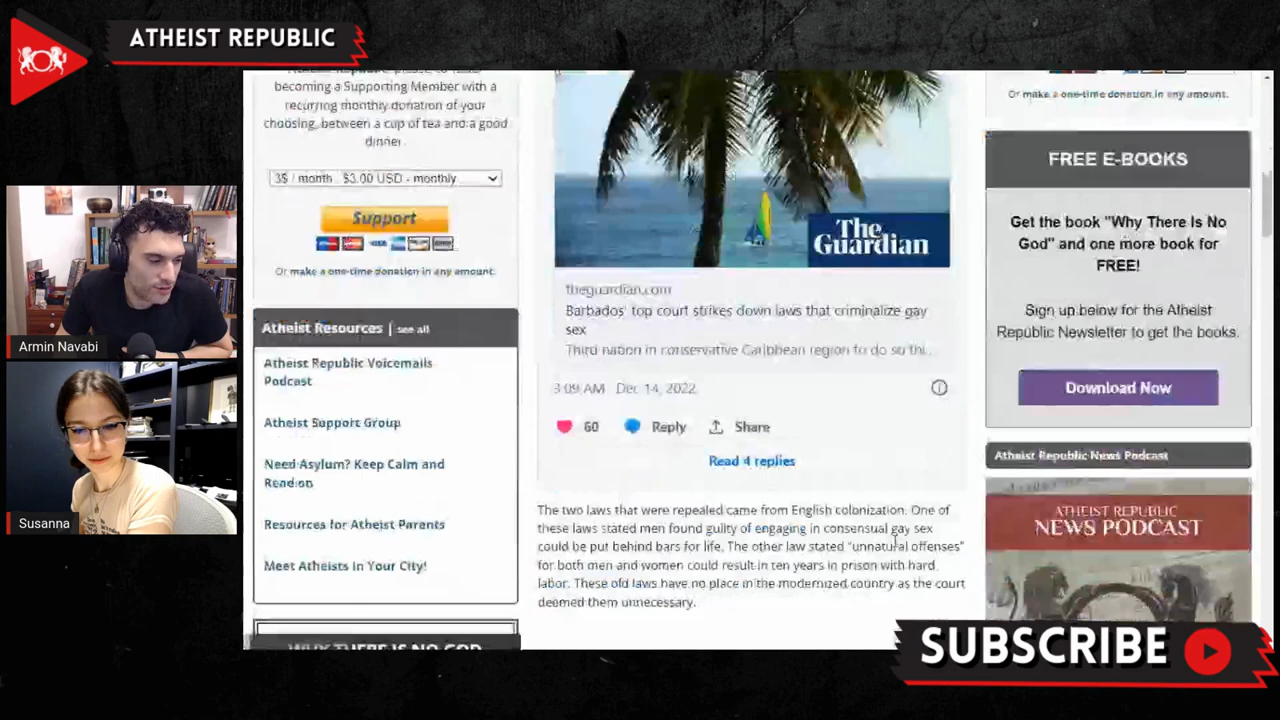 ATHEIST REPUBLIC
becoming a Supporting Member with a
recurring monthly donation of your
choosing, between a cup of tea and a good
dinner.
3$ / month $3.00 USD - monthly
Support
Or make a one-time donation in any amount.
Atheist Resources | see all
Atheist Republic Voicemails
Podcast
Atheist Support Group
Need Asylum? Keep Calm and
Read on
Resources for Atheist Parents
Meet Atheists in Your City!
WHY THERE IS NO GOD
The
Guardian
theguardian.com
Barbados' top court strikes down laws that criminalize gay
sex
Third nation in conservative Caribbean region to do so thi...
3:09 AM Dec 14, 2022
60 Reply Share
Read 4 replies
The two laws that were repealed came from English colonization. One of
these laws stated men found guilty of engaging in consensual gay sex
could be put behind bars for life. The other law stated "unnatural offenses"
for both men and women could result in ten years in prison with hard
labor. These old laws have no place in the modernized country as the court
deemed them unnecessary.
Or make a one-time donation in any amount.
FREE E-BOOKS
Get the book "Why There Is No
God" and one more book for
FREE!
Sign up below for the Atheist
Republic Newsletter to get the books.
Download Now
Atheist Republic News Podcast
ATHEIST REPUBLIC
NEWS PODCAST
Armin Navabi
Susanna
SUBSCRIBE